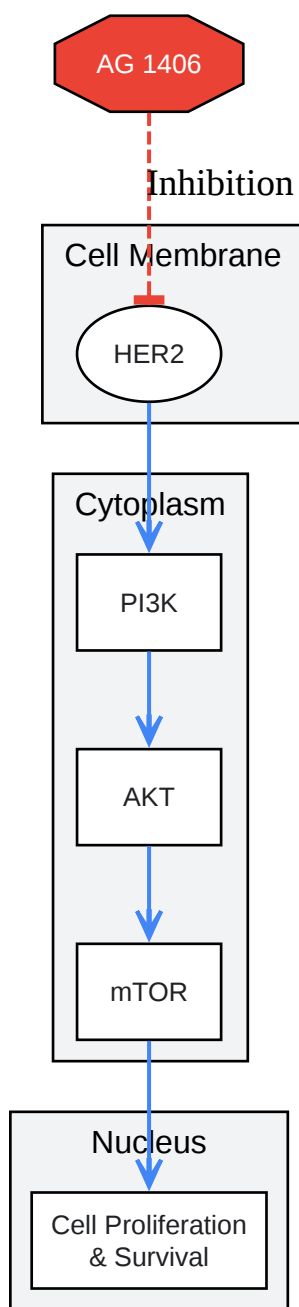 AG 1406
Inhibition
Cell Membrane
HER2
Cytoplasm
PI3K
AKT
mTOR
Nucleus
Cell Proliferation
& Survival